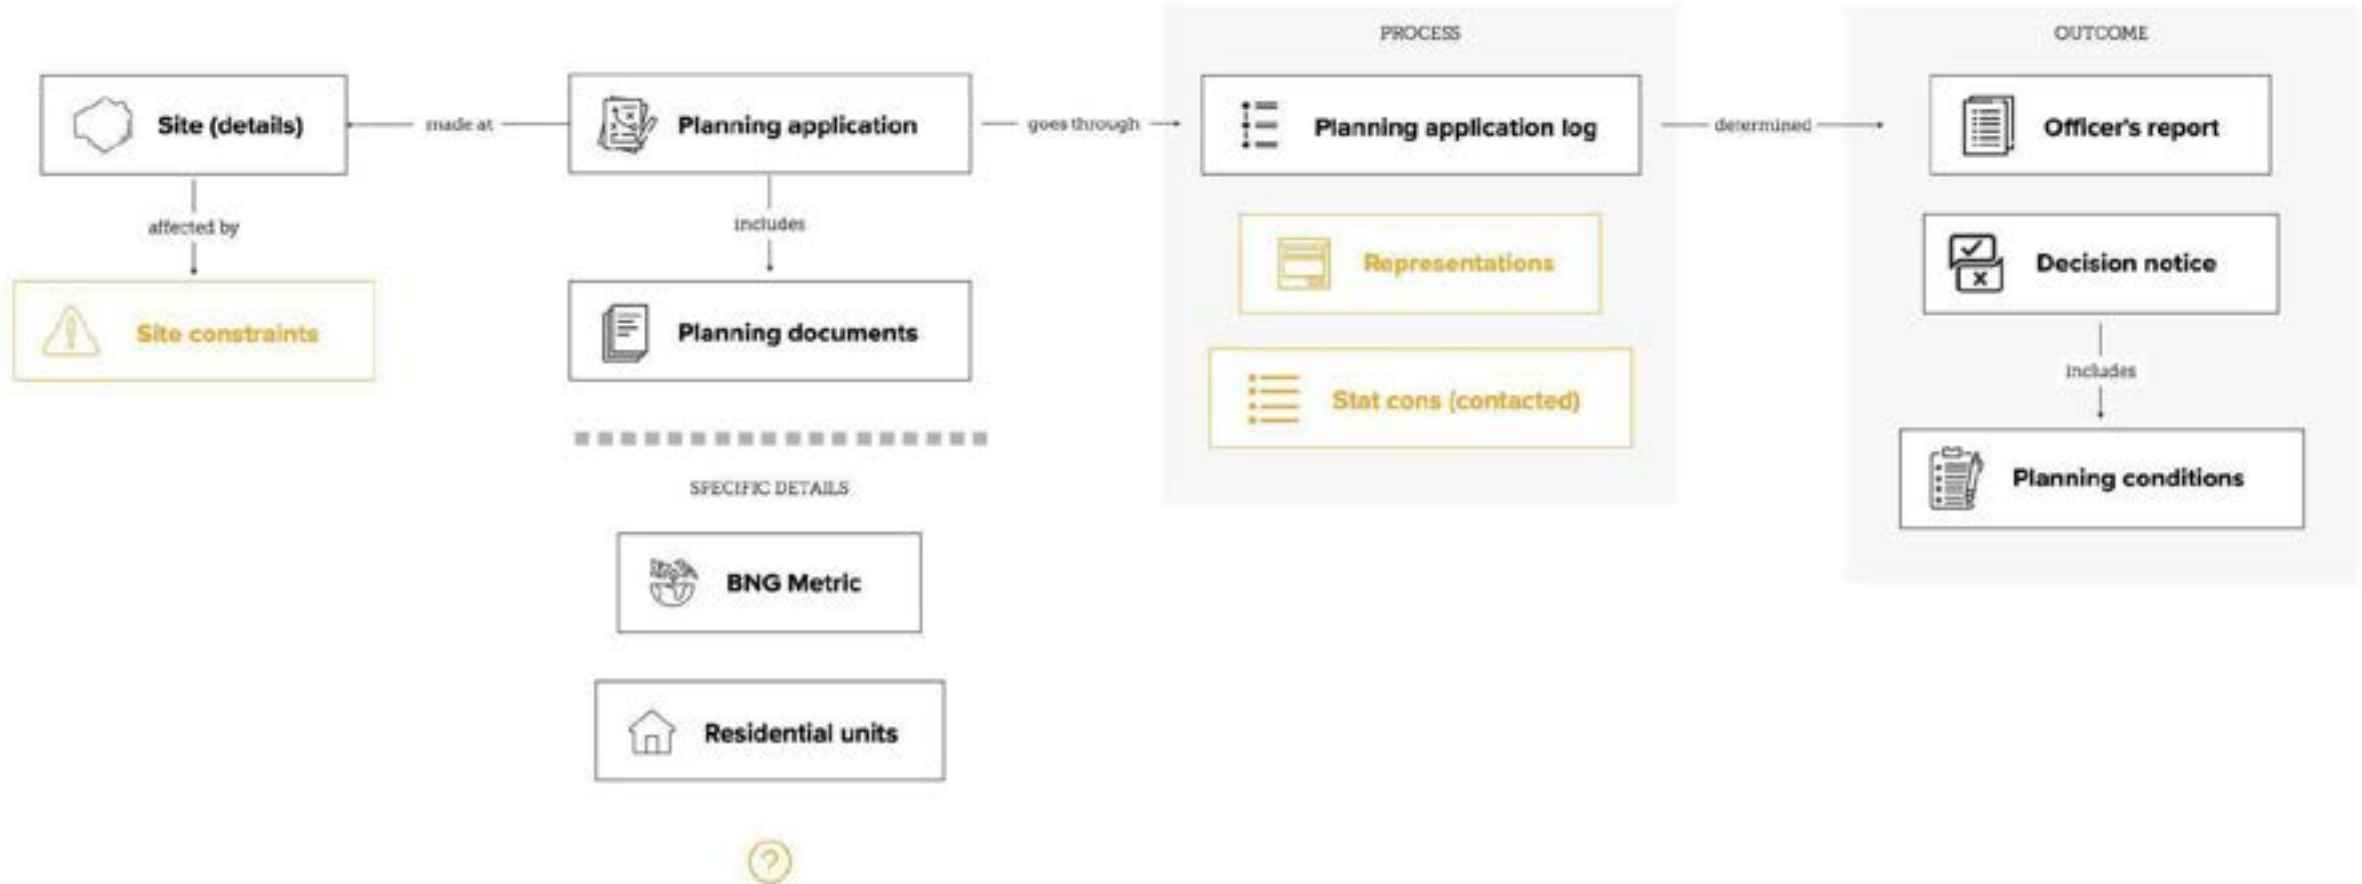 PROCESS
OUTCOME
Site (details)
made at
Planning application
goes through
Planning application log
determined
Officer's report
affected by
includes
Representations
Decision notice
Site constraints
Planning documents
includes
Stat cons (contacted)
SPECIFIC DETAILS
Planning conditions
BNG Metric
Residential units
?